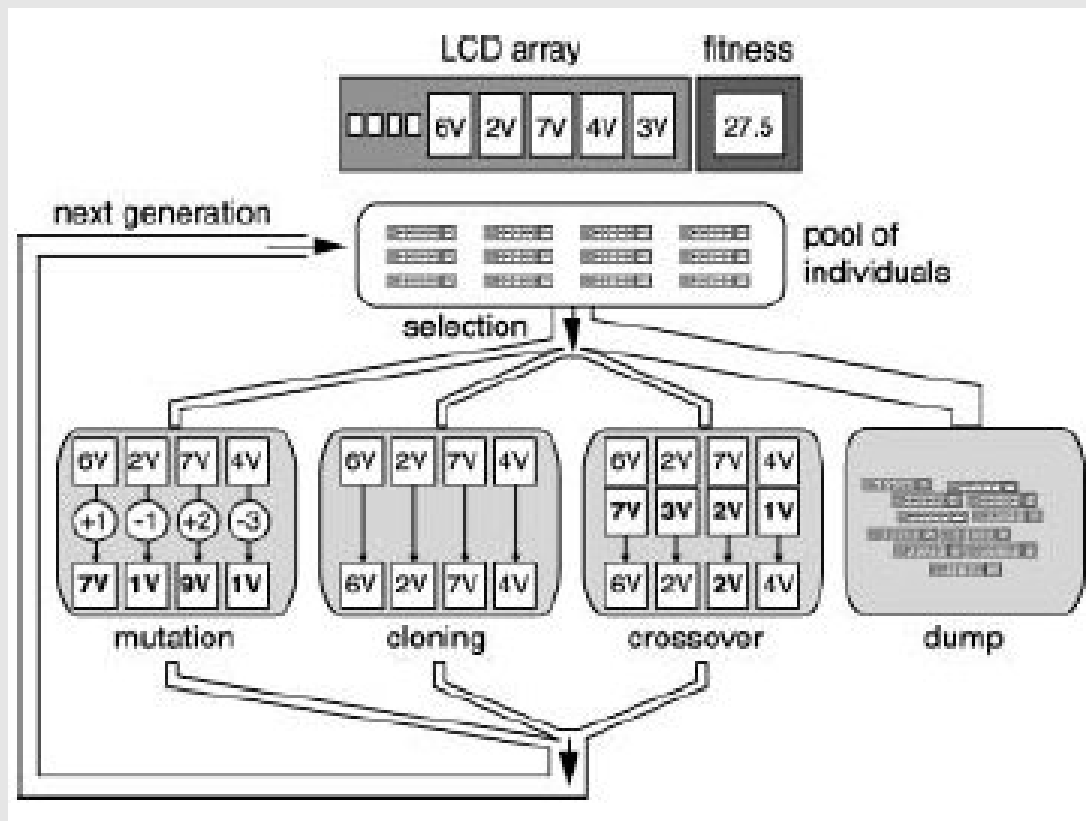 LCD array fitness
6V 2V 7V 4V 3V 27.5
next generation
pool of
individuals
selection
6V 2V 7V 4V
+1 -1 +2 -3
7V 1V 9V 1V
mutation
6V 2V 7V 4V
6V 2V 7V 4V
cloning
6V 2V 7V 4V
7V 3V 2V 1V
6V 2V 2V 4V
crossover
dump